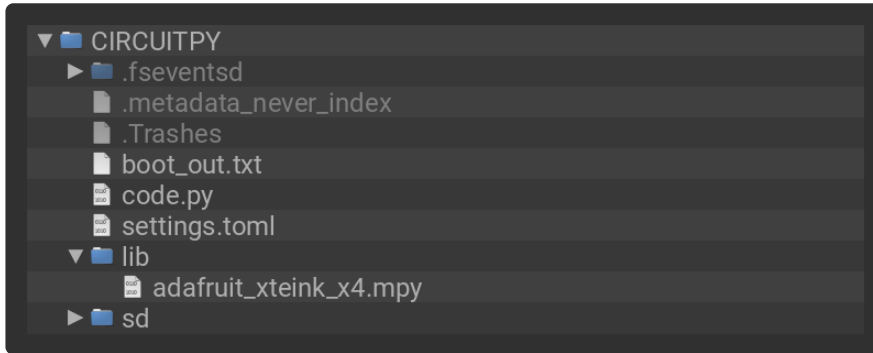 CIRCUITPY
.fseventsd
.metadata_never_index
.Trashes
boot_out.txt
code.py
settings.toml
lib
adafruit_xteink_x4.mpy
sd